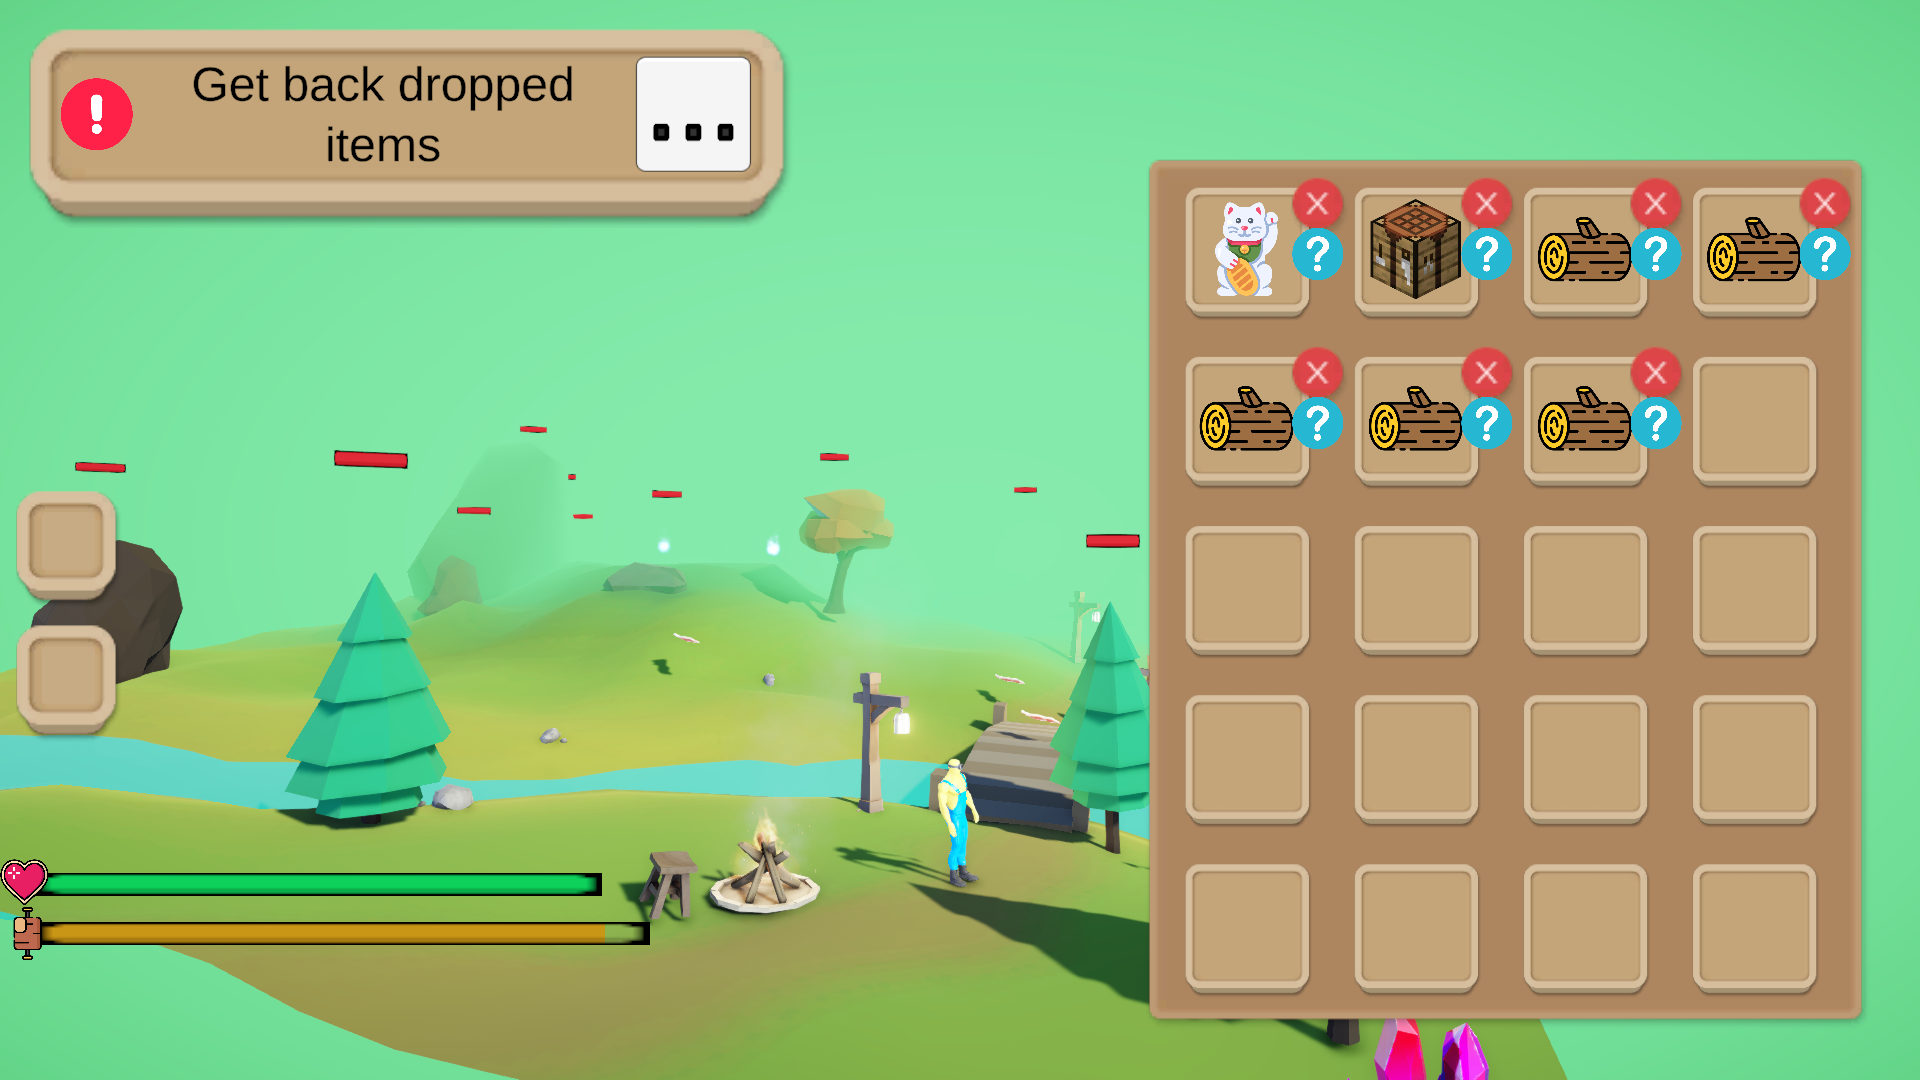 !
Get back dropped
items
...
X ? X ? X ? X ?
X ? X ? X ?